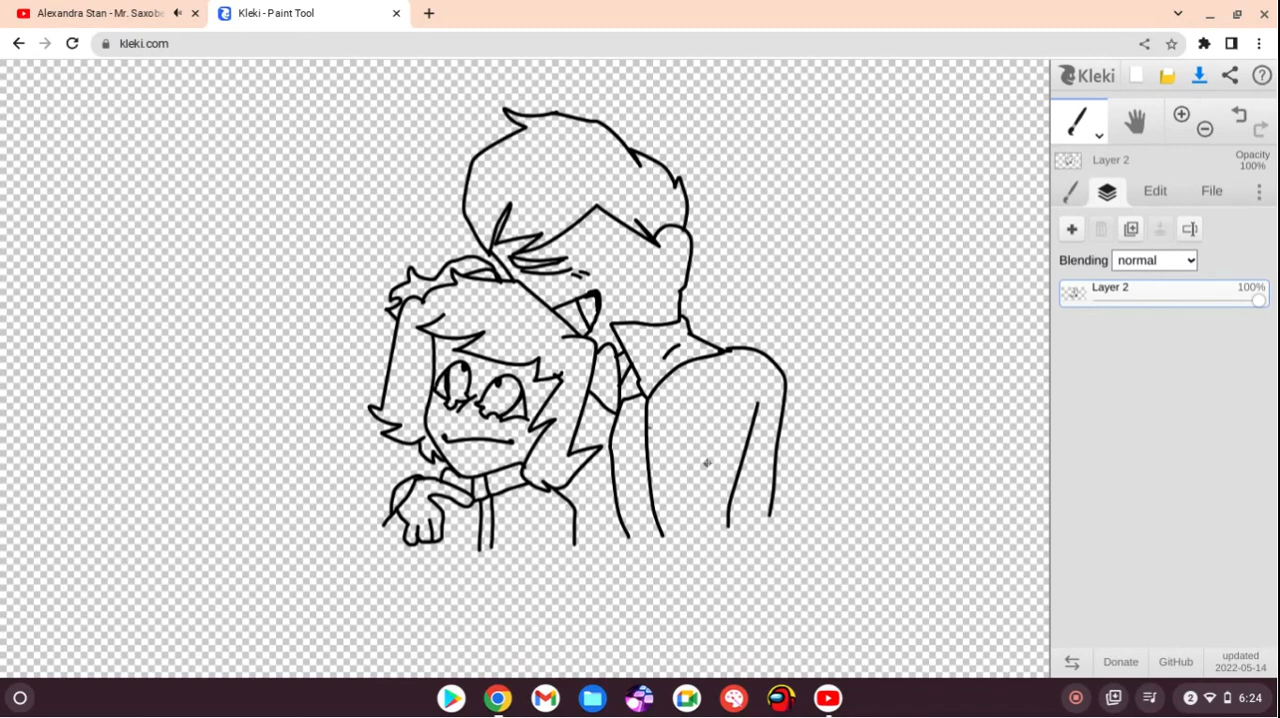 Alexandra Stan - Mr. Saxobe
Kleki - Paint Tool
kleki.com
Kleki
Layer 2
Opacity
100%
Edit
File
Blending
normal
Layer 2
100%
Donate
GitHub
updated
2022-05-14
2
6:24